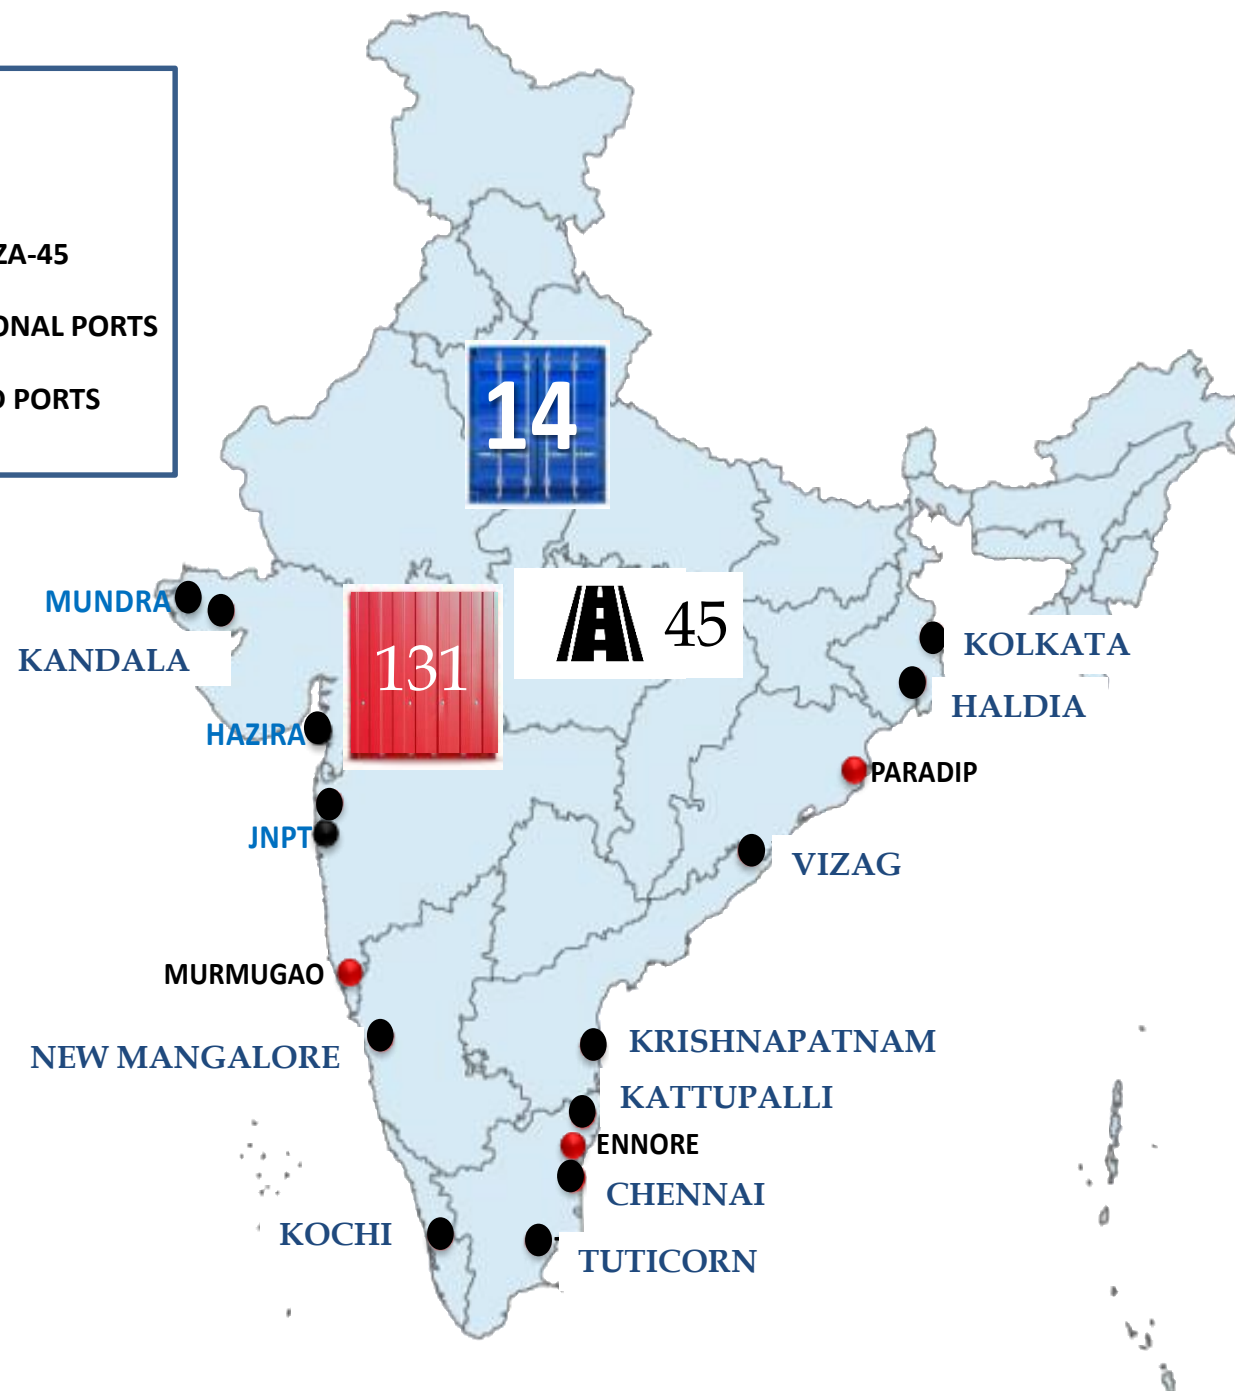 ZA-45
ONAL PORTS
PORTS
14
MUNDRA
KANDALA
131
45
KOLKATA
HALDIA
HAZIRA
PARADIP
JNPT
VIZAG
MURMUGAO
NEW MANGALORE
KRISHNAPATNAM
KATTUPALLI
ENNORE
CHENNAI
KOCHI
TUTICORN